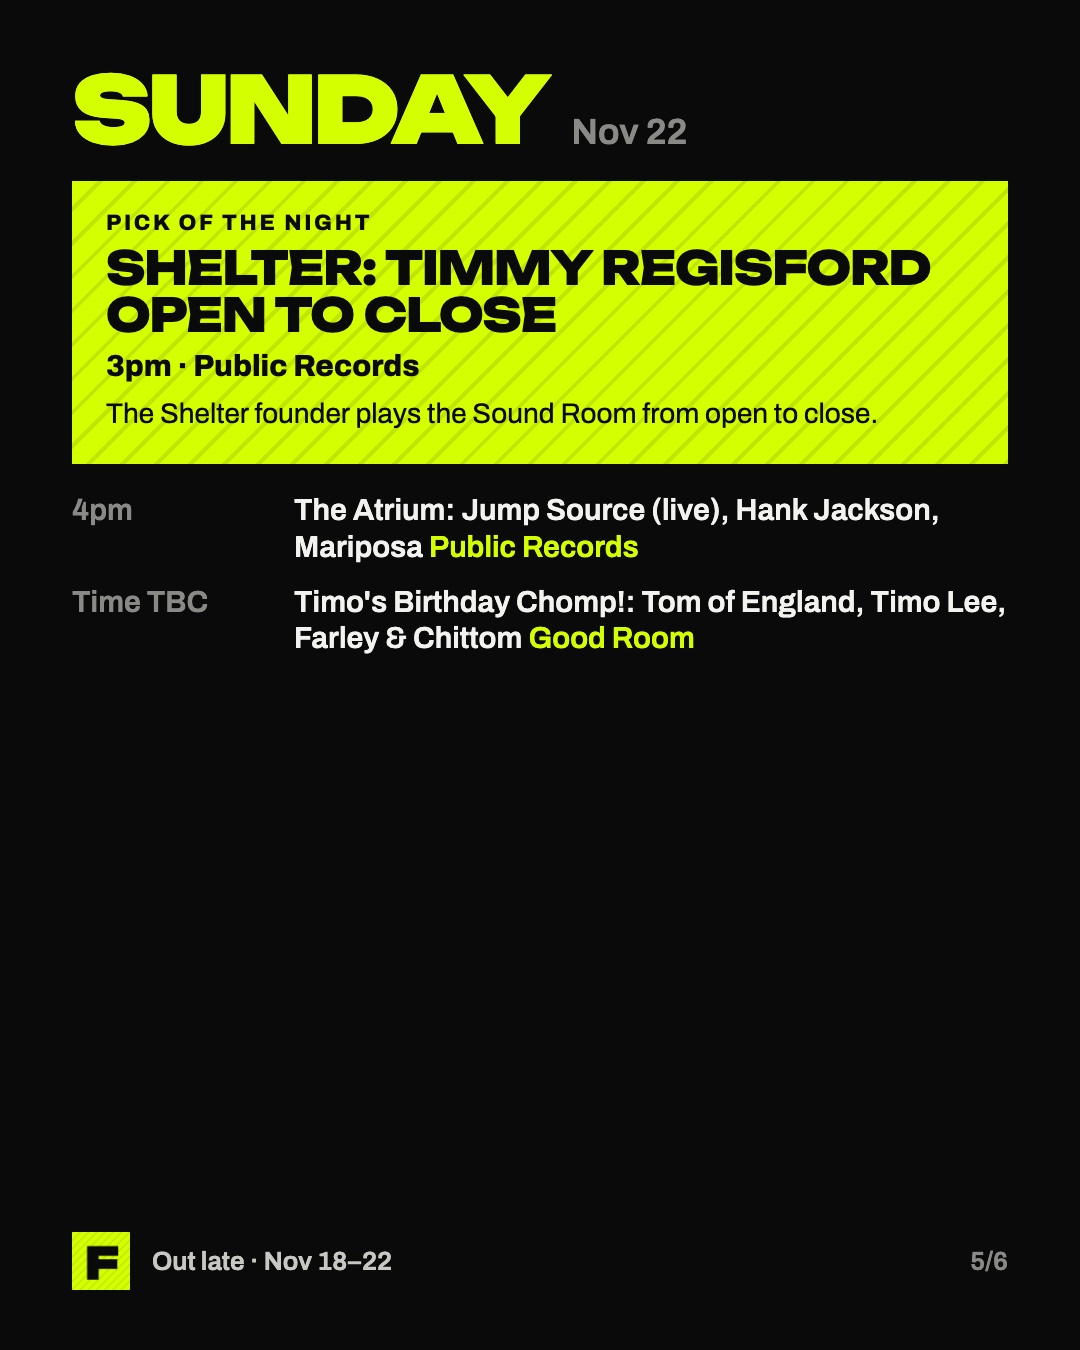 SUNDAY Nov 22
PICK OF THE NIGHT
SHELTER: TIMMY REGISFORD
OPEN TO CLOSE
3pm · Public Records
The Shelter founder plays the Sound Room from open to close.
4pm The Atrium: Jump Source (live), Hank Jackson,
Mariposa Public Records
Time TBC Timo's Birthday Chomp!: Tom of England, Timo Lee,
Farley & Chittom Good Room
F Out late · Nov 18–22 5/6